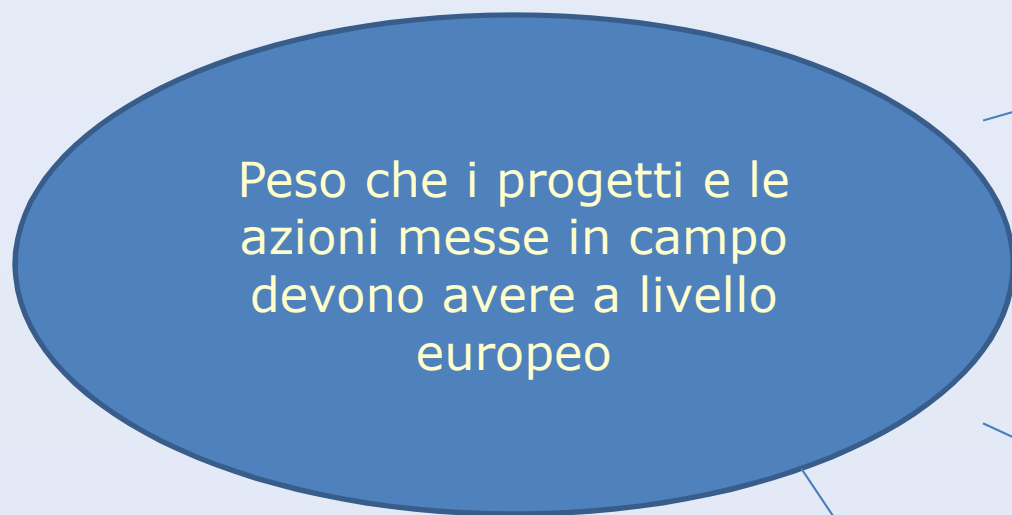 Peso che i progetti e le
azioni messe in campo
devono avere a livello
europeo